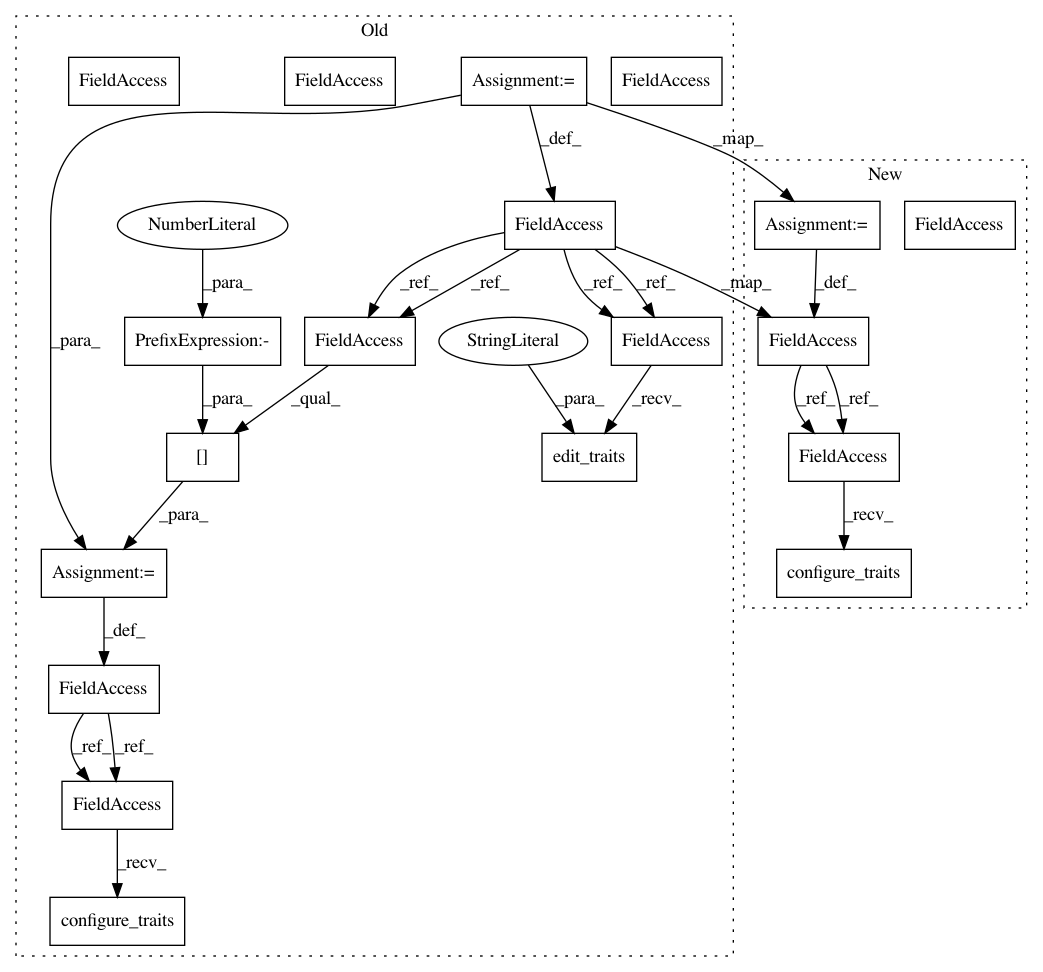 Old
FieldAccess
FieldAccess
Assignment:=
FieldAccess
_def_
_map_
New
NumberLiteral
FieldAccess
Assignment:=
FieldAccess
_para_
_ref_
_ref_
_ref_
_ref_
_map_
_def_
_para_
PrefixExpression:-
FieldAccess
StringLiteral
FieldAccess
FieldAccess
_para_
_qual_
_para_
_recv_
_ref_
_ref_
[]
edit_traits
FieldAccess
_para_
_recv_
Assignment:=
configure_traits
_def_
FieldAccess
_ref_
_ref_
FieldAccess
_recv_
configure_traits